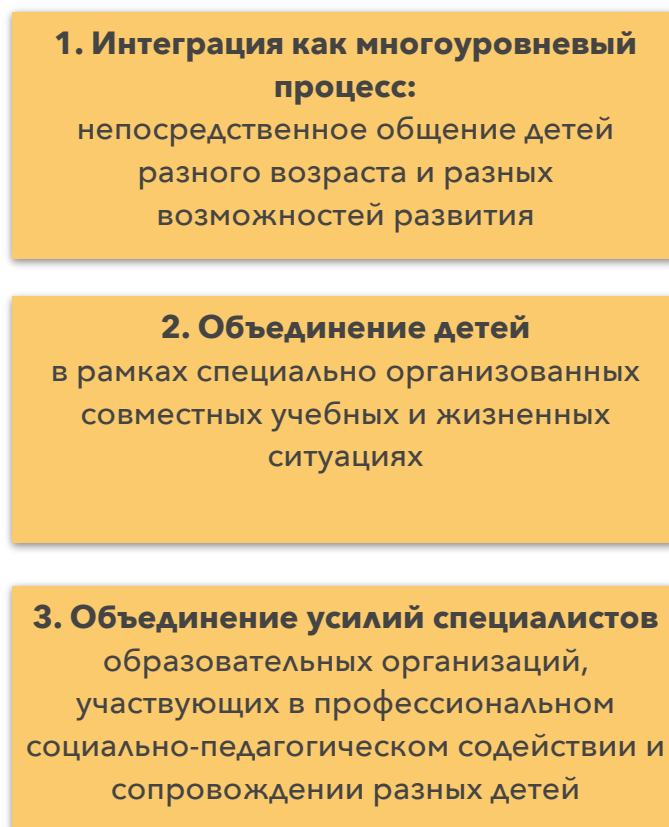 1. Интеграция как многоуровневый
процесс:
непосредственное общение детей
разного возраста и разных
возможностей развития
2. Объединение детей
в рамках специально организованных
совместных учебных и жизненных
ситуациях
3. Объединение усилий специалистов
образовательных организаций,
участвующих в профессиональном
социально-педагогическом содействии и
сопровождении разных детей